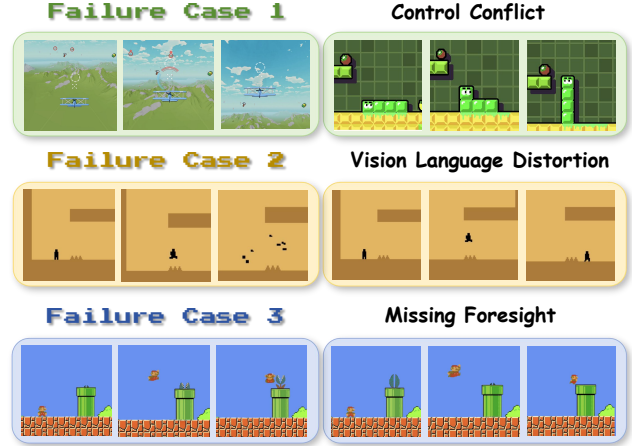 Failure Case 1
Control Conflict
Failure Case 2
Vision Language Distortion
Failure Case 3
Missing Foresight